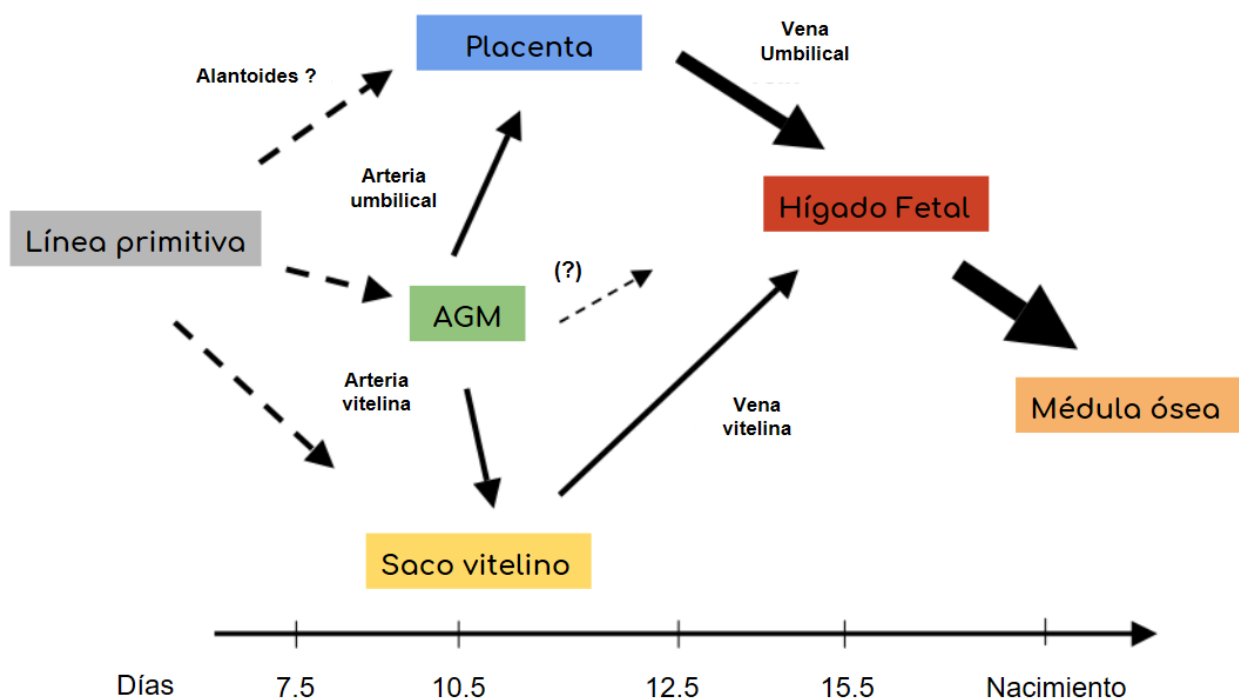 Placenta
Vena
Umbilical
Alantoides ?
Arteria
umbilical
Hígado Fetal
Línea primitiva
(?)
AGM
Arteria
vitelina
Vena
vitelina
Médula ósea
Saco vitelino
Días 7.5 10.5 12.5 15.5 Nacimiento